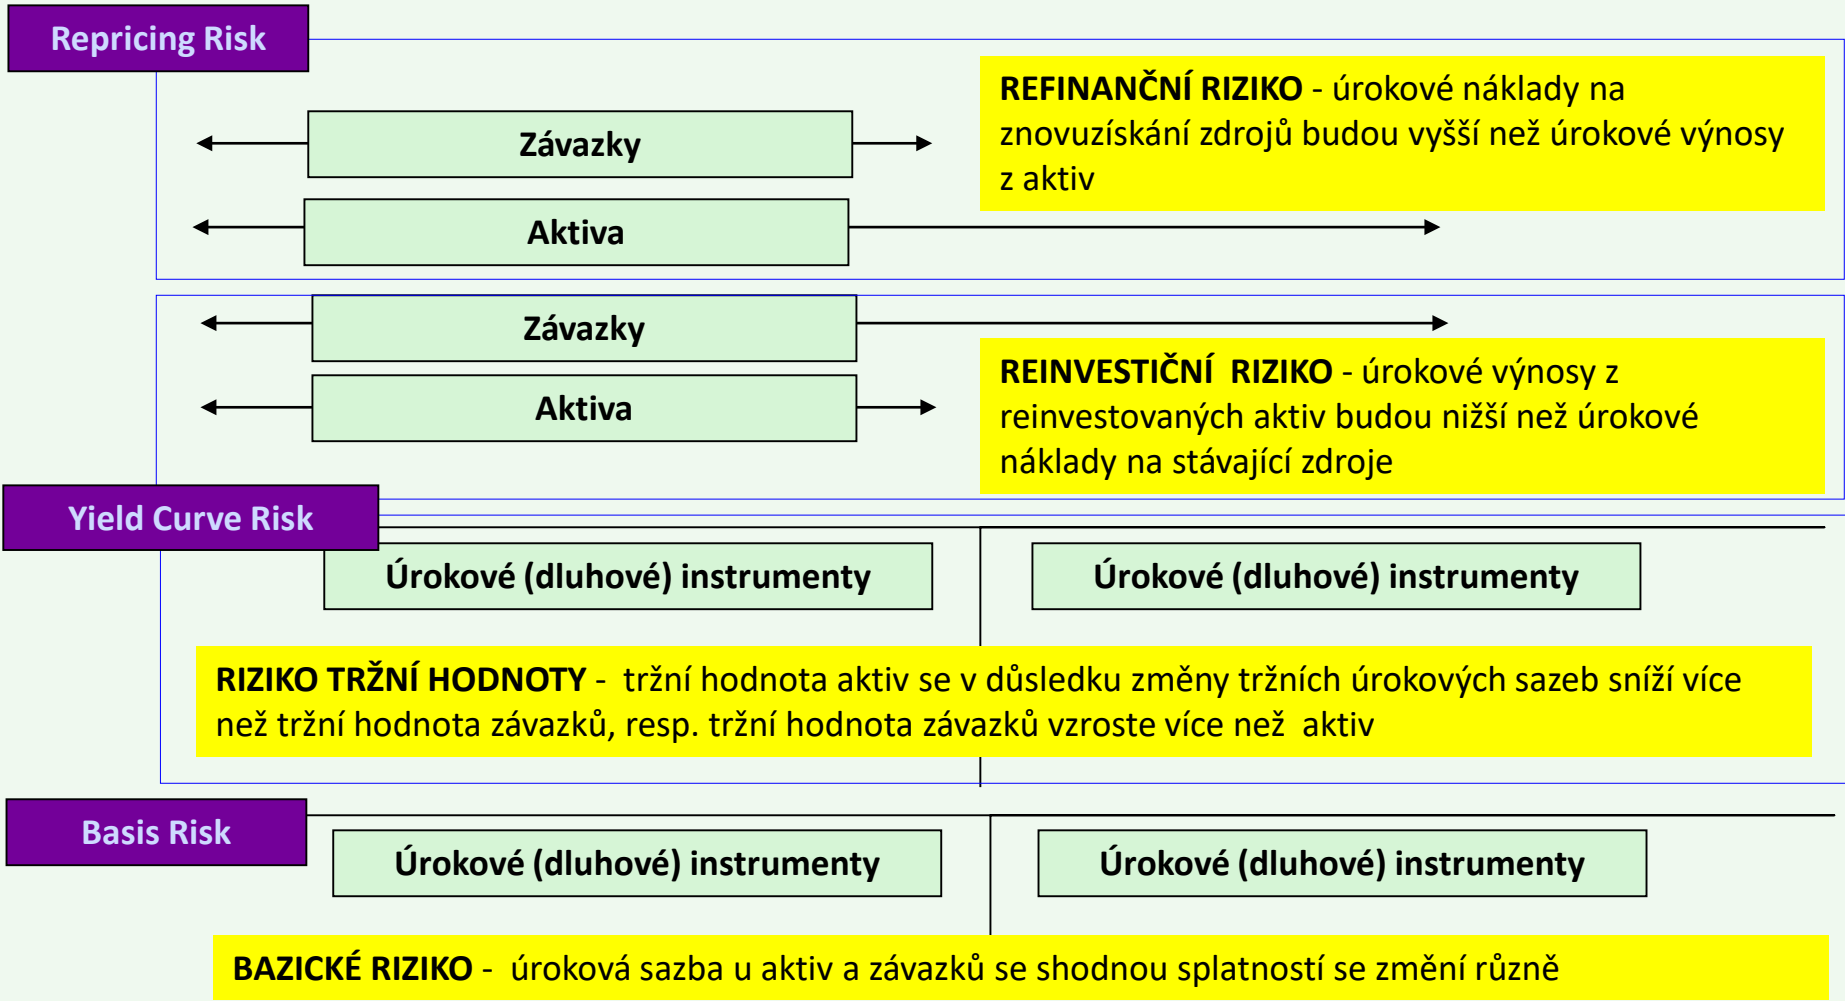 Repricing Risk
REFINANČNÍ RIZIKO - úrokové náklady na
znovuzískání zdrojů budou vyšší než úrokové výnosy
z aktiv
Závazky
Aktiva
Závazky
Aktiva
REINVESTIČNÍ RIZIKO - úrokové výnosy z
reinvestovaných aktiv budou nižší než úrokové
náklady na stávající zdroje
Yield Curve Risk
Úrokové (dluhové) instrumenty
Úrokové (dluhové) instrumenty
RIZIKO TRŽNÍ HODNOTY - tržní hodnota aktiv se v důsledku změny tržních úrokových sazeb sníží více
než tržní hodnota závazků, resp. tržní hodnota závazků vzroste více než aktiv
Basis Risk
Úrokové (dluhové) instrumenty
Úrokové (dluhové) instrumenty
BAZICKÉ RIZIKO - úroková sazba u aktiv a závazků se shodnou splatností se změní různě